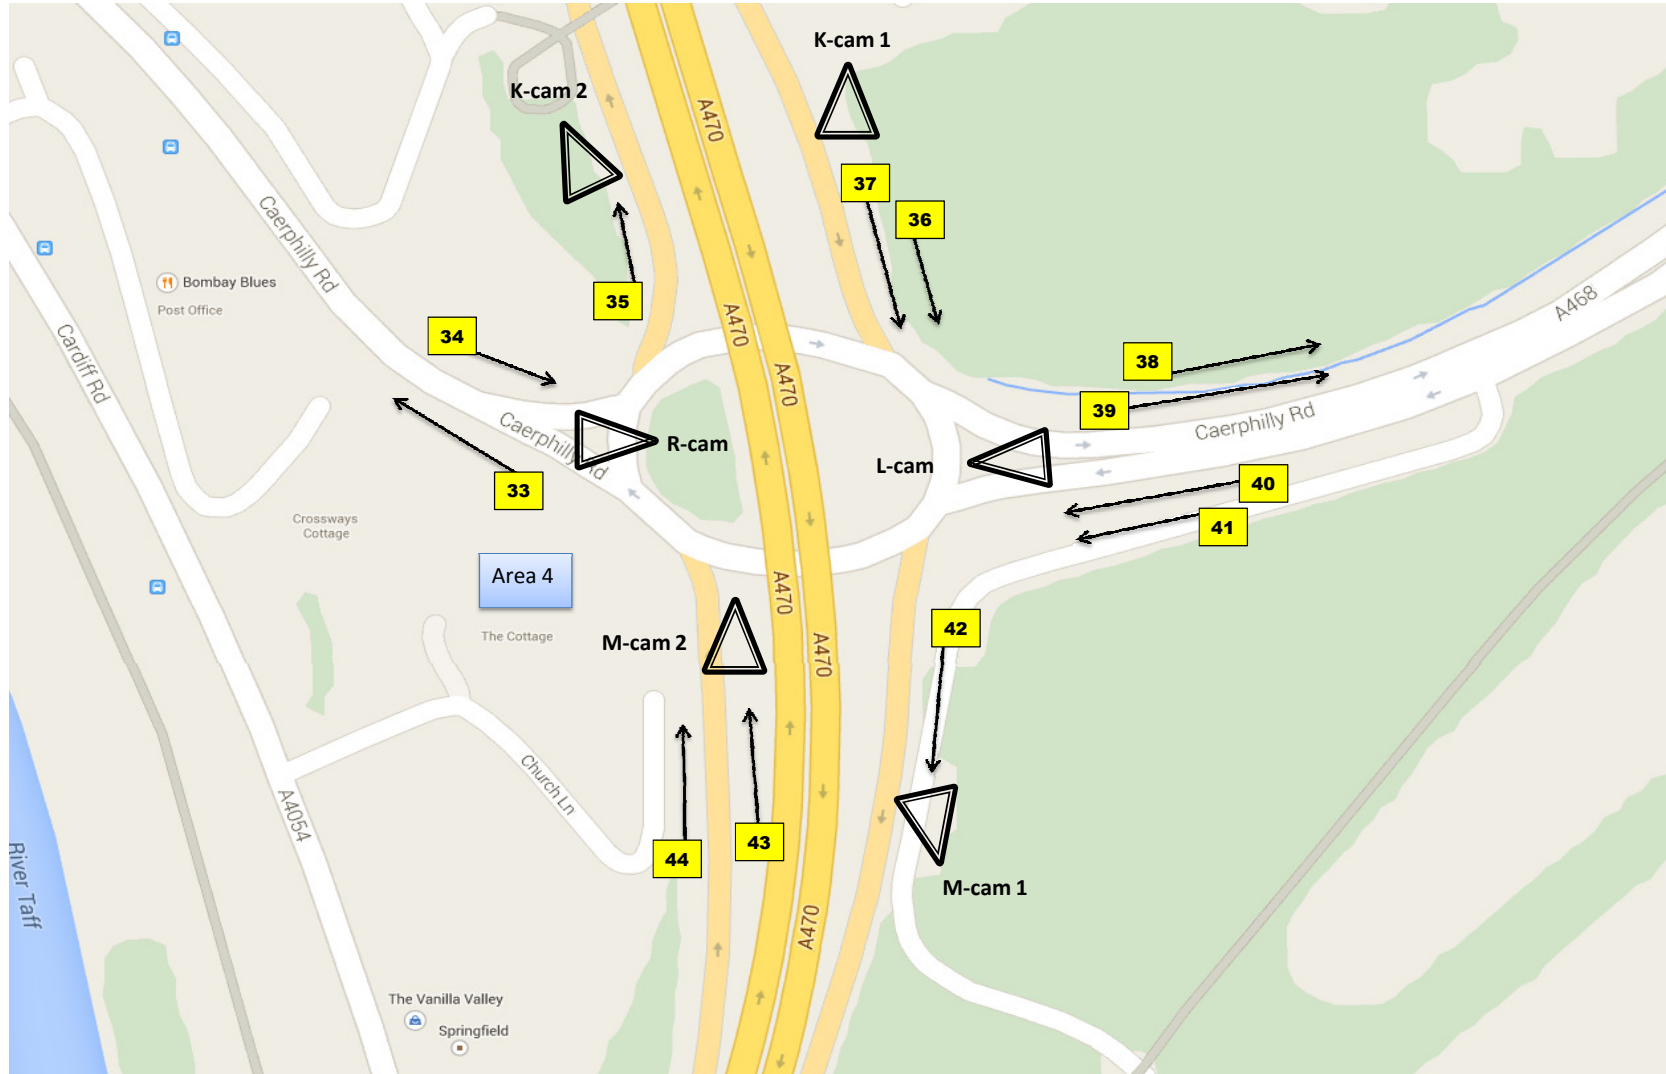 K-cam 1
K-cam 2
A470
37
36
Caerphilly Rd
Bombay Blues
Post Office
35
A470
A468
34
38
Cardiff Rd
A470
39
Caerphilly Rd
Caerphilly Rd
R-cam
L-cam
33
40
41
Crossways
Cottage
Area 4
A470
42
The Cottage
M-cam 2
A470
Church Ln
A4054
43
44
River Taff
M-cam 1
A470
The Vanilla Valley
Springfield